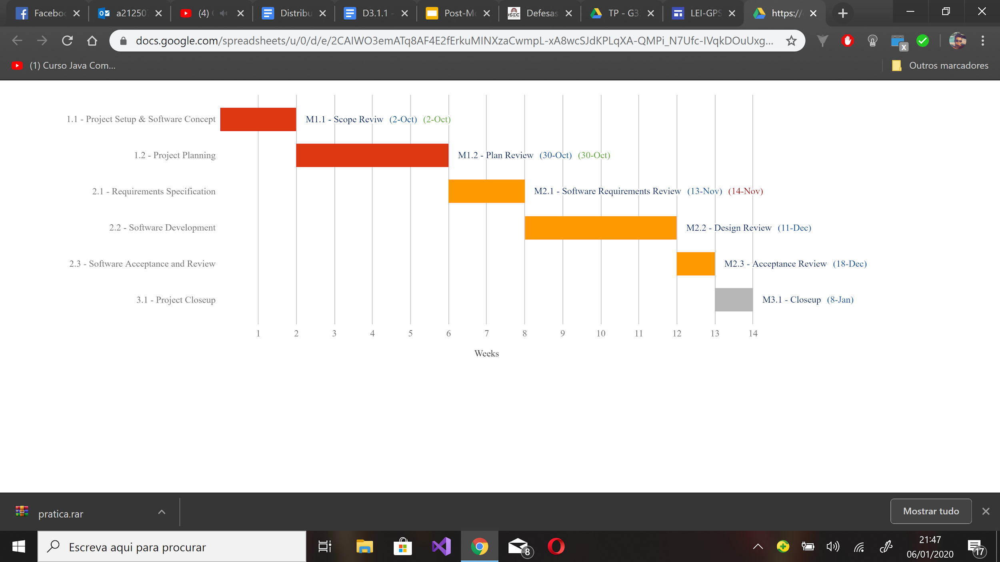 Facebo
a21250
(4)
Distribu
D3.1.1 -
Post-M
ISEC
Defesas
TP - G3
LEI-GPS
https://
docs.google.com/spreadsheets/u/0/d/e/2CAIWO3emATq8AF4E2fErkuMINXzaCwmpL-xA8wcSJdKPLqXA-QMPi_N7Ufc-IVqkDOuUxg...
x
(1) Curso Java Com...
Outros marcadores
1.1 - Project Setup & Software Concept
M1.1 - Scope Reviw (2-Oct) (2-Oct)
1.2 - Project Planning
M1.2 - Plan Review (30-Oct) (30-Oct)
2.1 - Requirements Specification
M2.1 - Software Requirements Review (13-Nov) (14-Nov)
2.2 - Software Development
M2.2 - Design Review (11-Dec)
2.3 - Software Acceptance and Review
M2.3 - Acceptance Review (18-Dec)
3.1 - Project Closeup
M3.1 - Closeup (8-Jan)
1 2 3 4 5 6 7 8 9 10 11 12 13 14
Weeks
pratica.rar
Mostrar tudo
Escreva aqui para procurar
8
21:47
06/01/2020
17